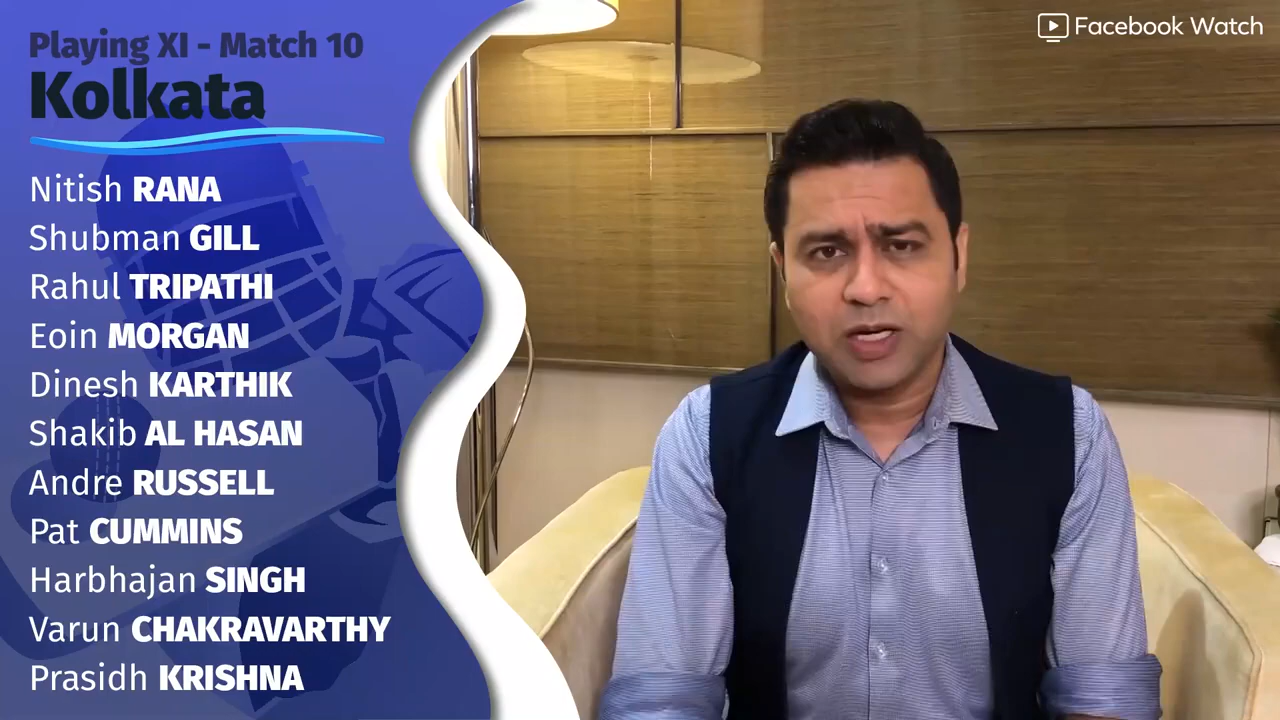 Playing XI - Match 10
Kolkata
Nitish RANA
Shubman GILL
Rahul TRIPATHI
Eoin MORGAN
Dinesh KARTHIK
Shakib AL HASAN
Andre RUSSELL
Pat CUMMINS
Harbhajan SINGH
Varun CHAKRAVARTHY
Prasidh KRISHNA
Facebook Watch